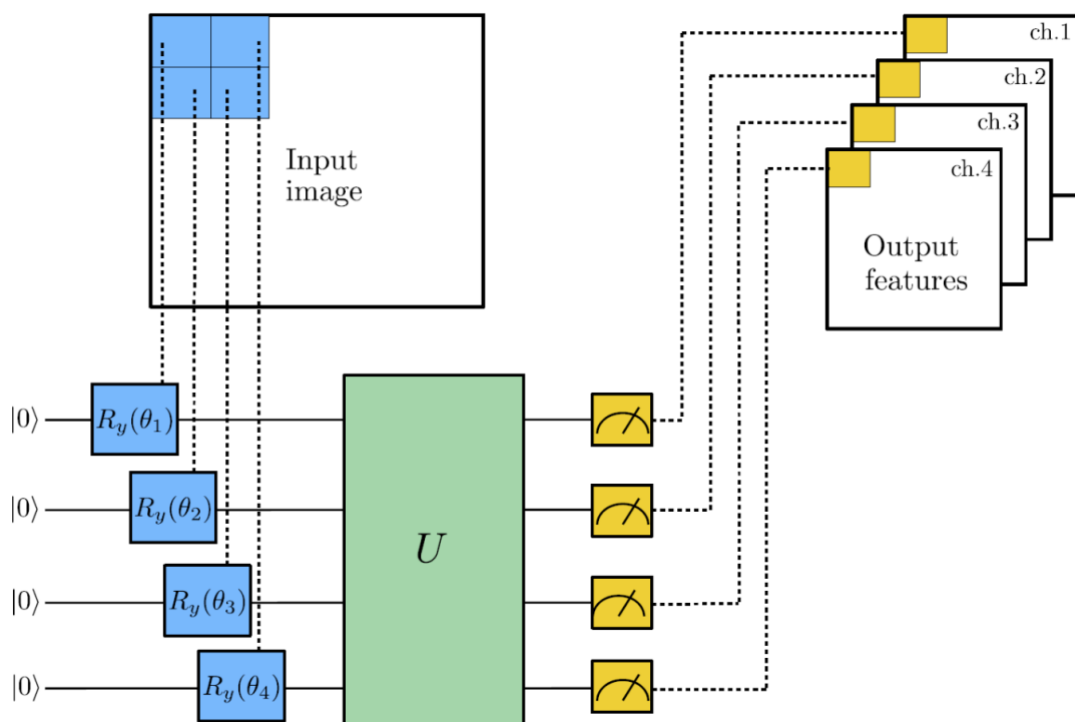 Input
image
ch.1
ch.2
ch.3
ch.4
Output
features
|0⟩ R_y(θ_1)
|0⟩ R_y(θ_2)
U
|0⟩ R_y(θ_3)
|0⟩ R_y(θ_4)